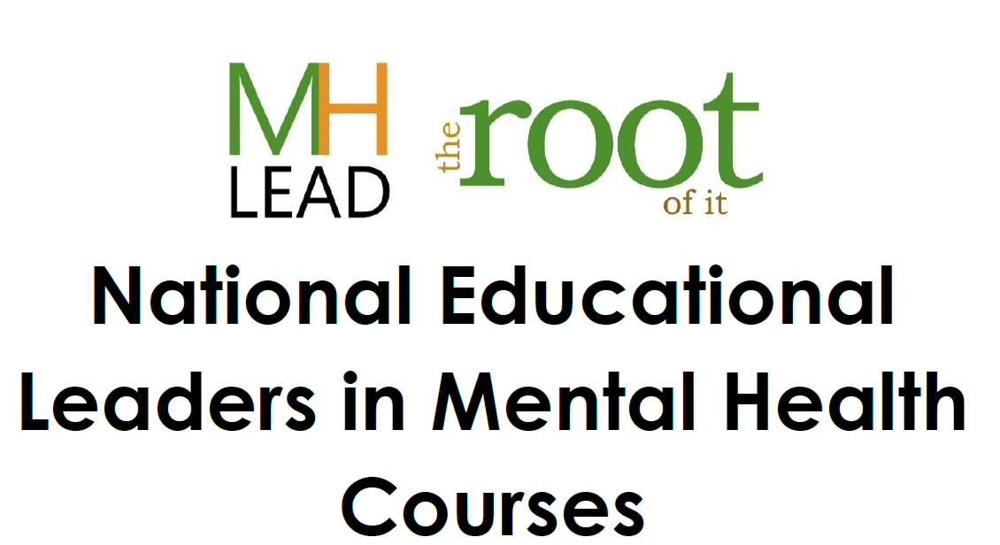 MH
LEAD
the root
of it
National Educational
Leaders in Mental Health
Courses